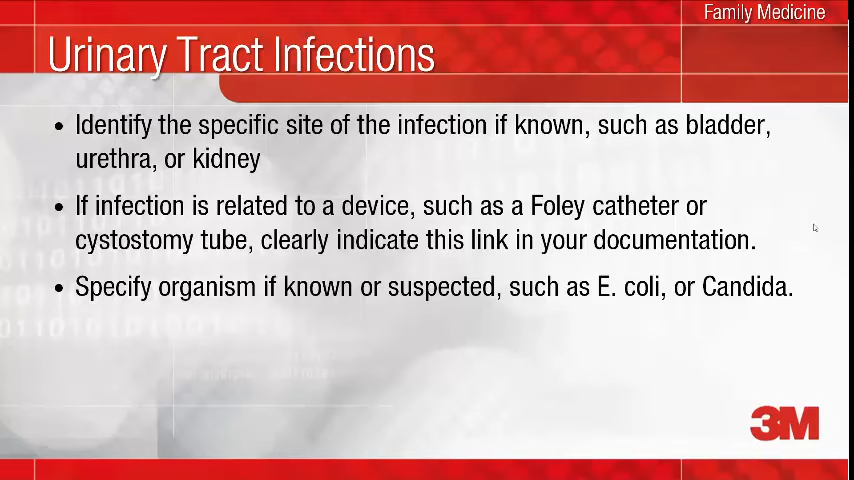 Family Medicine
Urinary Tract Infections
• Identify the specific site of the infection if known, such as bladder,
urethra, or kidney
• If infection is related to a device, such as a Foley catheter or
cystostomy tube, clearly indicate this link in your documentation.
• Specify organism if known or suspected, such as E. coli, or Candida.
3M